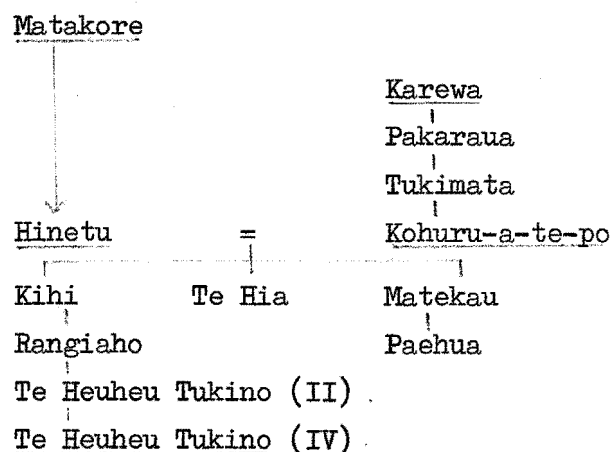 Matakore
Karewa
Pakaraua
Tukimata
Hinetu = Kohuru-a-te-po
Kihi Te Hia Matekau
Rangiaho Paehua
Te Heuheu Tukino (II)
Te Heuheu Tukino (IV)